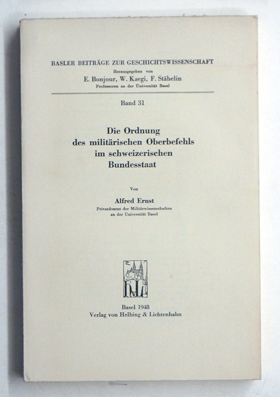 BASLER BEITRÄGE ZUR GESCHICHTSWISSENSCHAFT
Herausgegeben von
E. Bonjour, W. Kaegi, F. Stähelin
Professoren an der Universität Basel
Band 31
Die Ordnung
des militärischen Oberbefehls
im schweizerischen
Bundesstaat
Von
Alfred Ernst
Privatdozent der Militärwissenschaften
an der Universität Basel
Basel 1948
Verlag von Helbing & Lichtenhahn